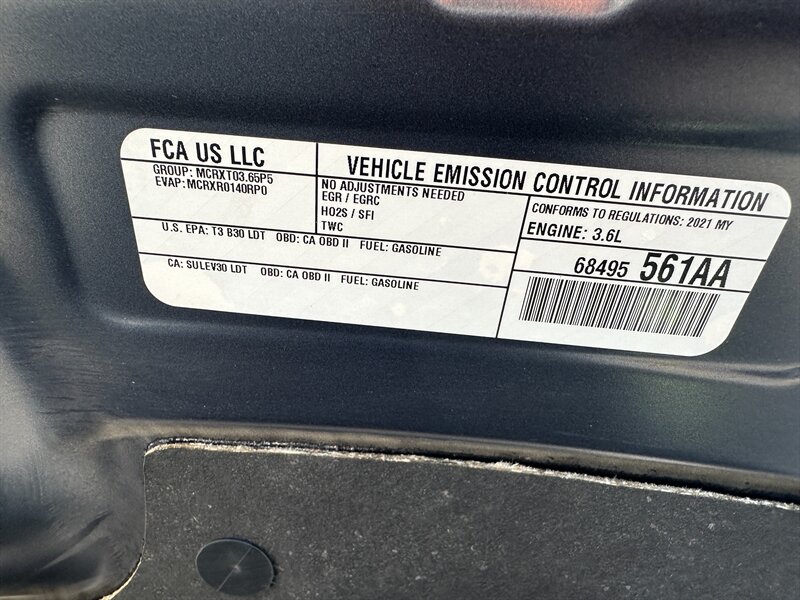 FCA US LLC
GROUP: MCRXT03.65P5
EVAP: MCRXR0140RP0
VEHICLE EMISSION CONTROL INFORMATION
NO ADJUSTMENTS NEEDED
EGR / EGRC
HO2S / SFI
TWC
CONFORMS TO REGULATIONS: 2021 MY
ENGINE: 3.6L
U.S. EPA: T3 B30 LDT OBD: CA OBD II FUEL: GASOLINE
CA: SULEV30 LDT OBD: CA OBD II FUEL: GASOLINE
68495 561AA